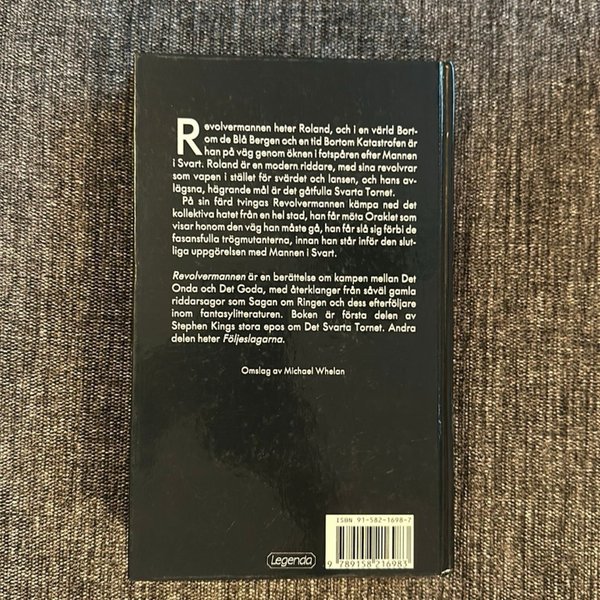 Revolvermannen heter Roland, och i en värld Bort-
om de Blå Bergen och en tid Bortom Katastrofen är
han på väg genom öknen i fotspåren efter Mannen
i Svart. Roland är en modern riddare, med sina revolvrar
som vapen i stället för svärdet och lansen, och hans av-
lägsna, hägrande mål är det gåtfulla Svarta Tornet.
På sin färd tvingas Revolvermannen kämpa ned det
kollektiva hatet från en hel stad, han får möta Oraklet som
visar honom den väg han måste gå, han får slå sig förbi de
fasansfulla trögmutanterna, innan han står inför den slut-
liga uppgörelsen med Mannen i Svart.
Revolvermannen är en berättelse om kampen mellan Det
Onda och Det Goda, med återklanger från såväl gamla
riddarsagor som Sagan om Ringen och dess efterföljare
inom fantasylitteraturen. Boken är första delen av
Stephen Kings stora epos om Det Svarta Tornet. Andra
delen heter Följeslagarna.
Omslag av Michael Whelan
ISBN 91-582-1698-7
Legenda
9 789158 216983